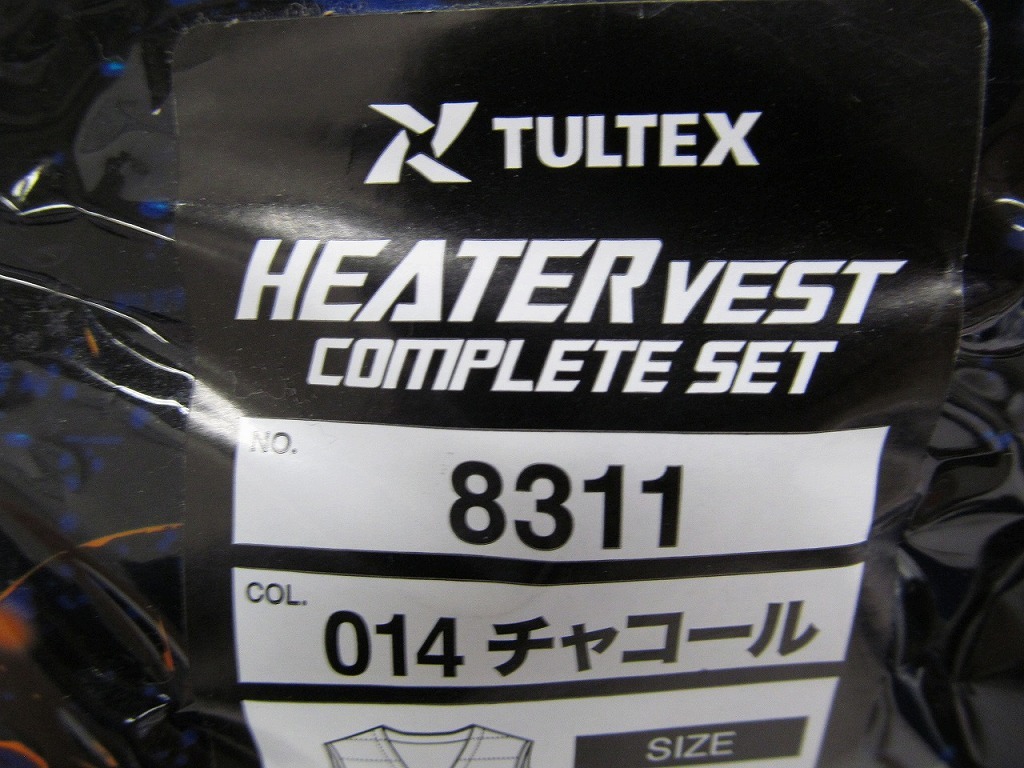 TULTEX
HEATER VEST
COMPLETE SET
NO.
8311
COL.
014 チャコール
SIZE